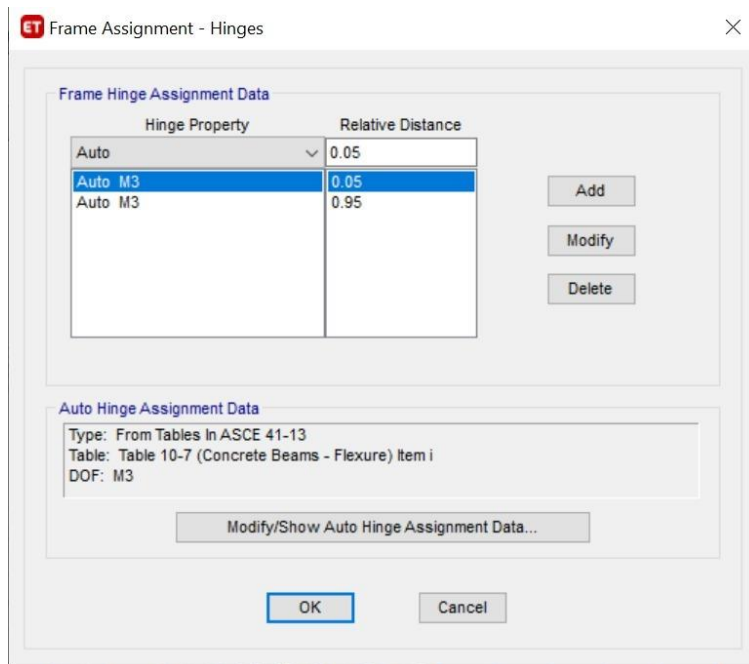 ET Frame Assignment - Hinges
Frame Hinge Assignment Data
Hinge Property Relative Distance
Auto 0.05
Auto M3 0.05
Auto M3 0.95
Add
Modify
Delete
Auto Hinge Assignment Data
Type: From Tables In ASCE 41-13
Table: Table 10-7 (Concrete Beams - Flexure) Item i
DOF: M3
Modify/Show Auto Hinge Assignment Data...
OK Cancel